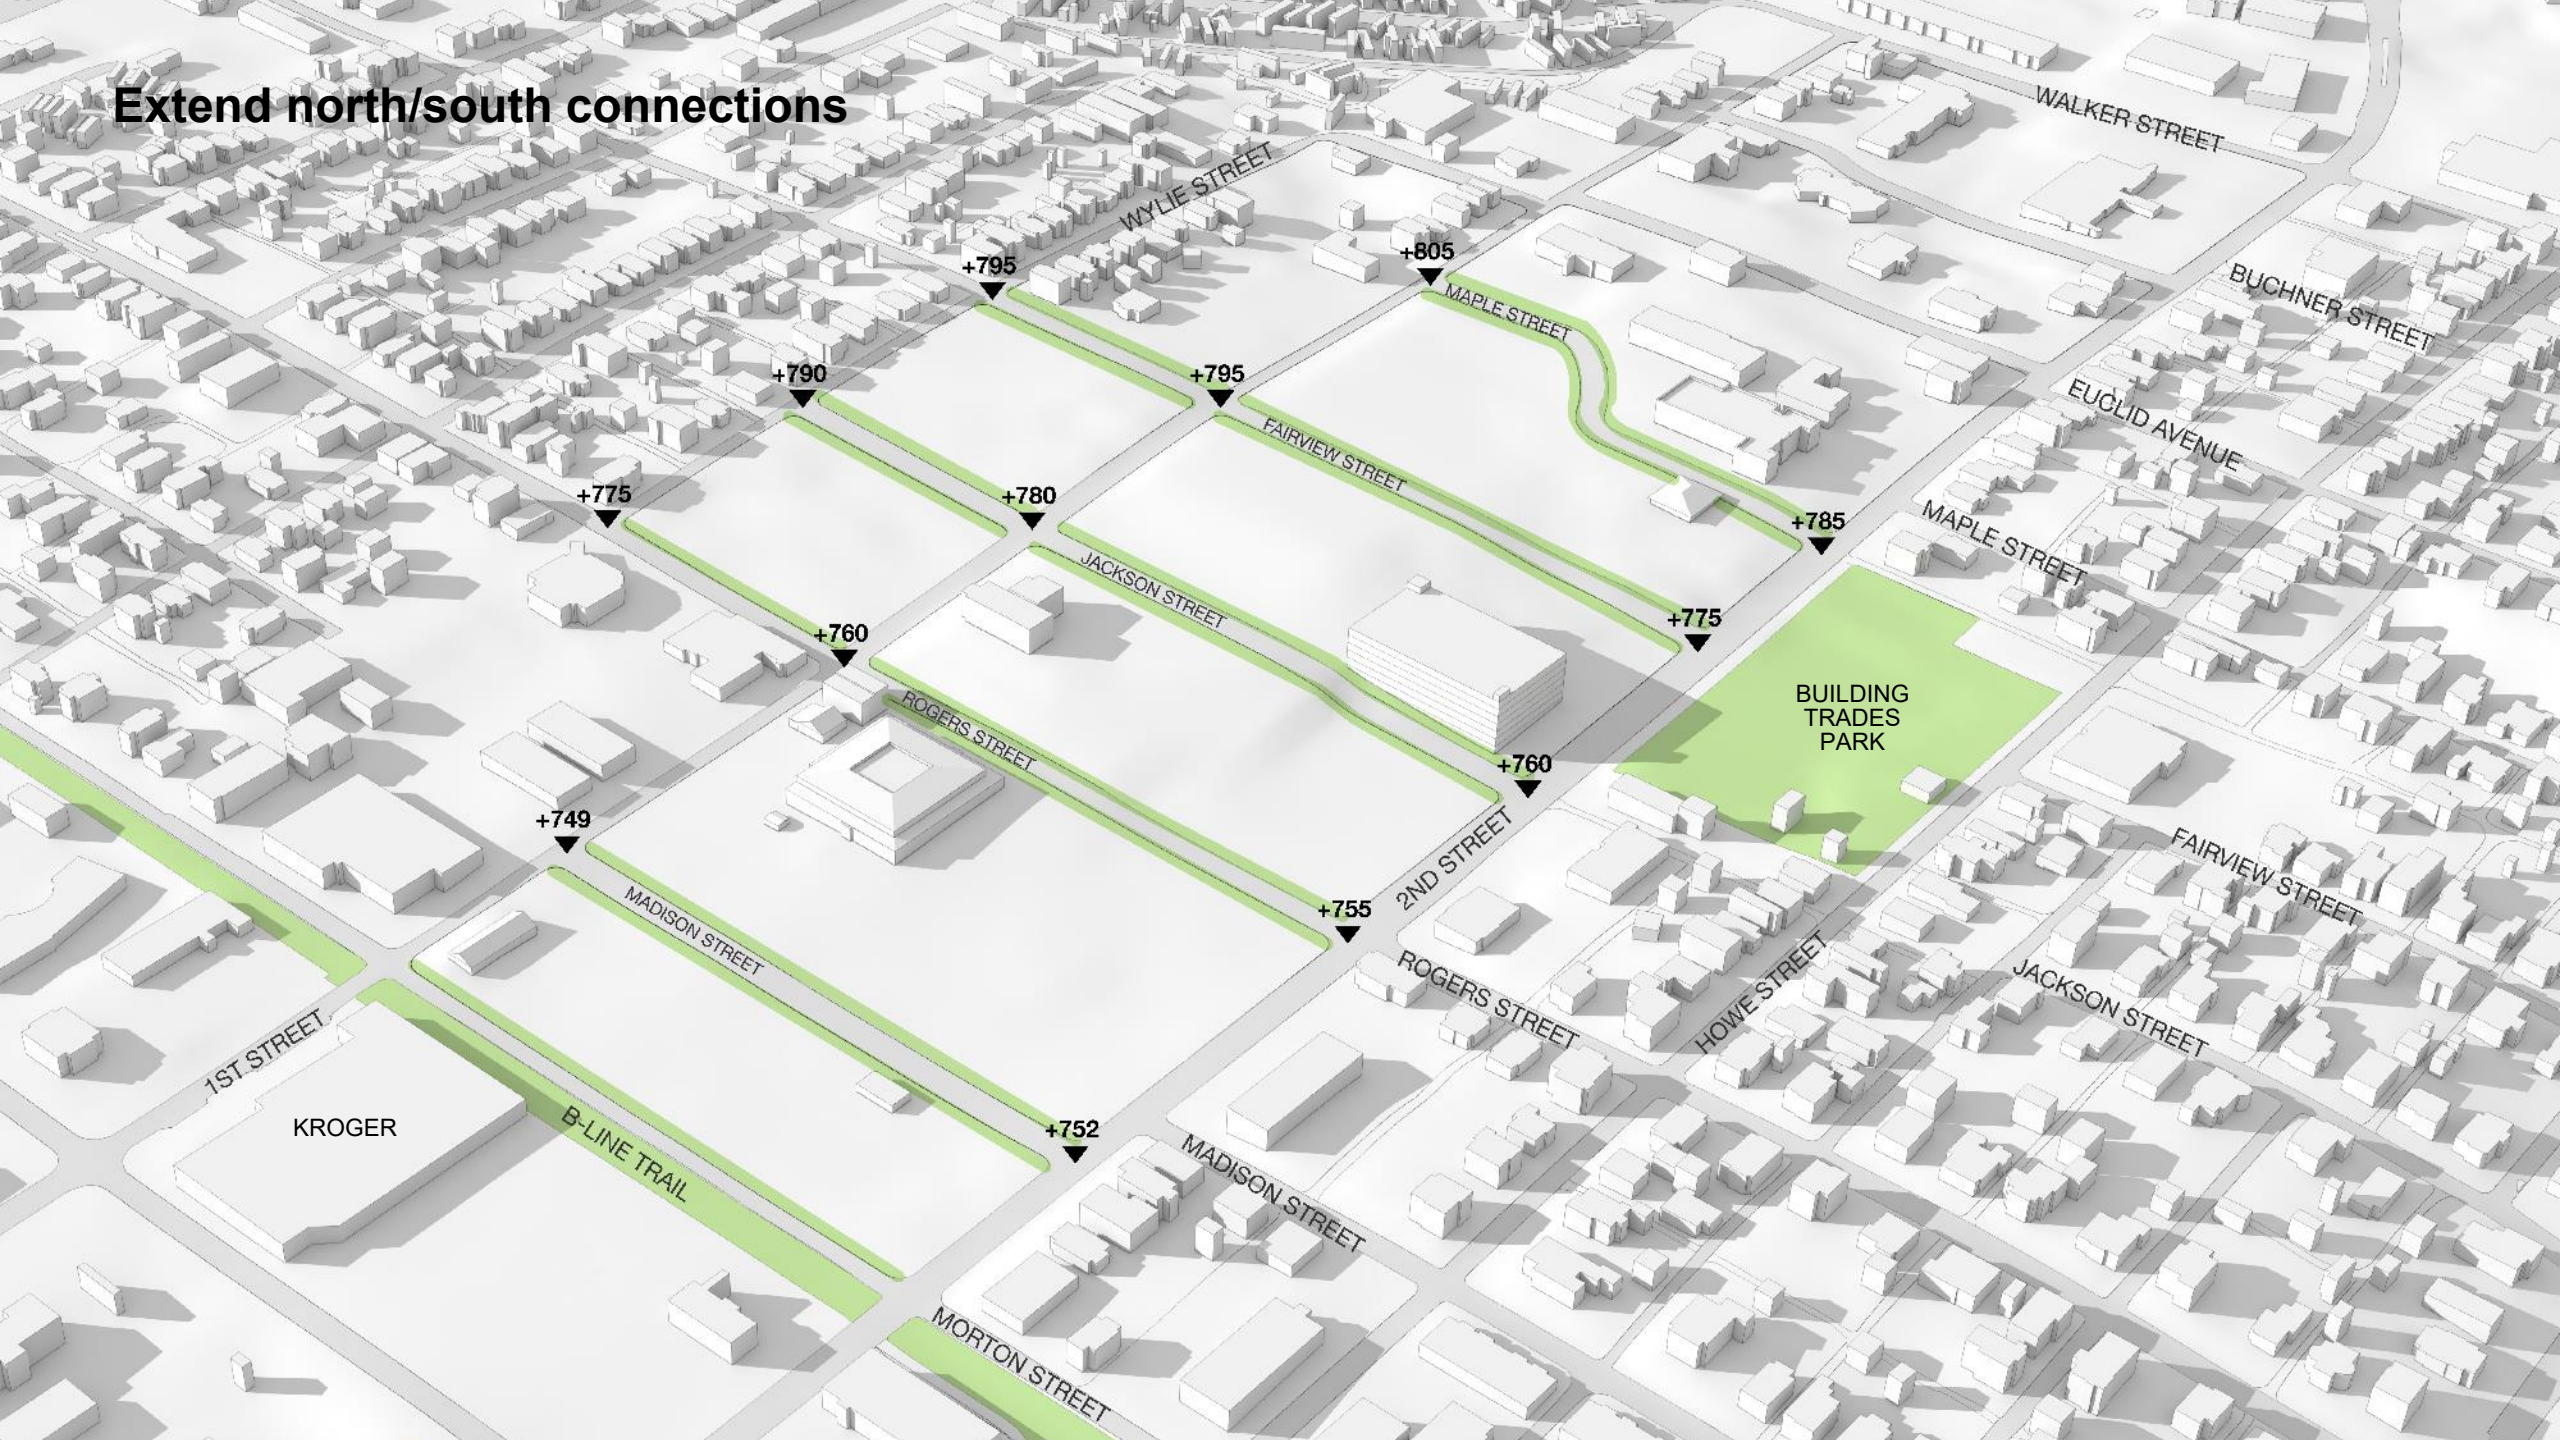 Extend north/south connections
WALKER STREET
WYLIE STREET
+805
+795
BUCHNER STREET
MAPLE STREET
+790
+795
EUCLID AVENUE
FAIRVIEW STREET
+775
+780
+785
MAPLE STREET
JACKSON STREET
+760
+775
BUILDING
TRADES
PARK
ROGERS STREET
+760
+749
2ND STREET
FAIRVIEW STREET
MADISON STREET
+755
ROGERS STREET
HOWE STREET
JACKSON STREET
1ST STREET
KROGER
B-LINE TRAIL
+752
MADISON STREET
MORTON STREET